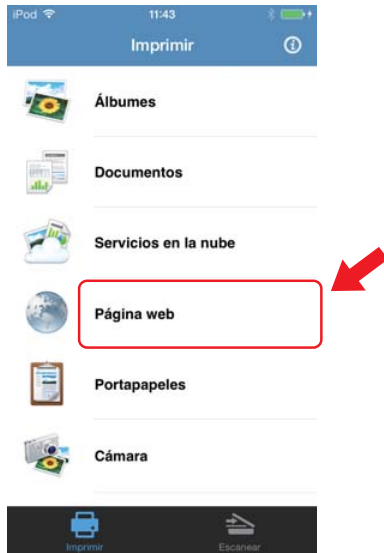 iPod 11:43
Imprimir
Álbumes
Documentos
Servicios en la nube
Página web
Portapapeles
Cámara
Imprimir Escanear